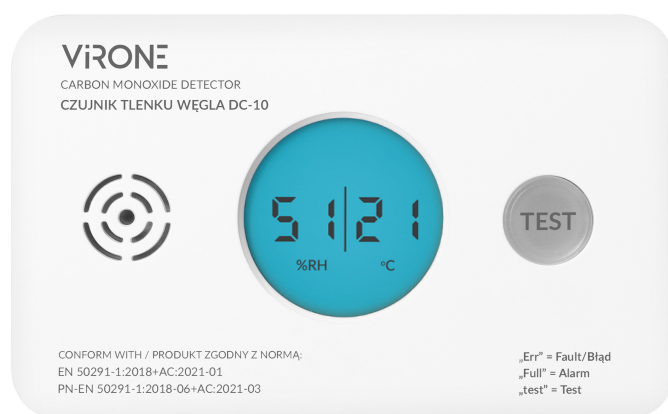 ViRONE
CARBON MONOXIDE DETECTOR
CZUJNIK TLENKU WĘGLA DC-10
51|21
%RH °C
TEST
CONFORM WITH / PRODUKT ZGODNY Z NORMĄ:
EN 50291-1:2018+AC:2021-01
PN-EN 50291-1:2018-06+AC:2021-03
„Err” = Fault/Błąd
„Full” = Alarm
„test” = Test